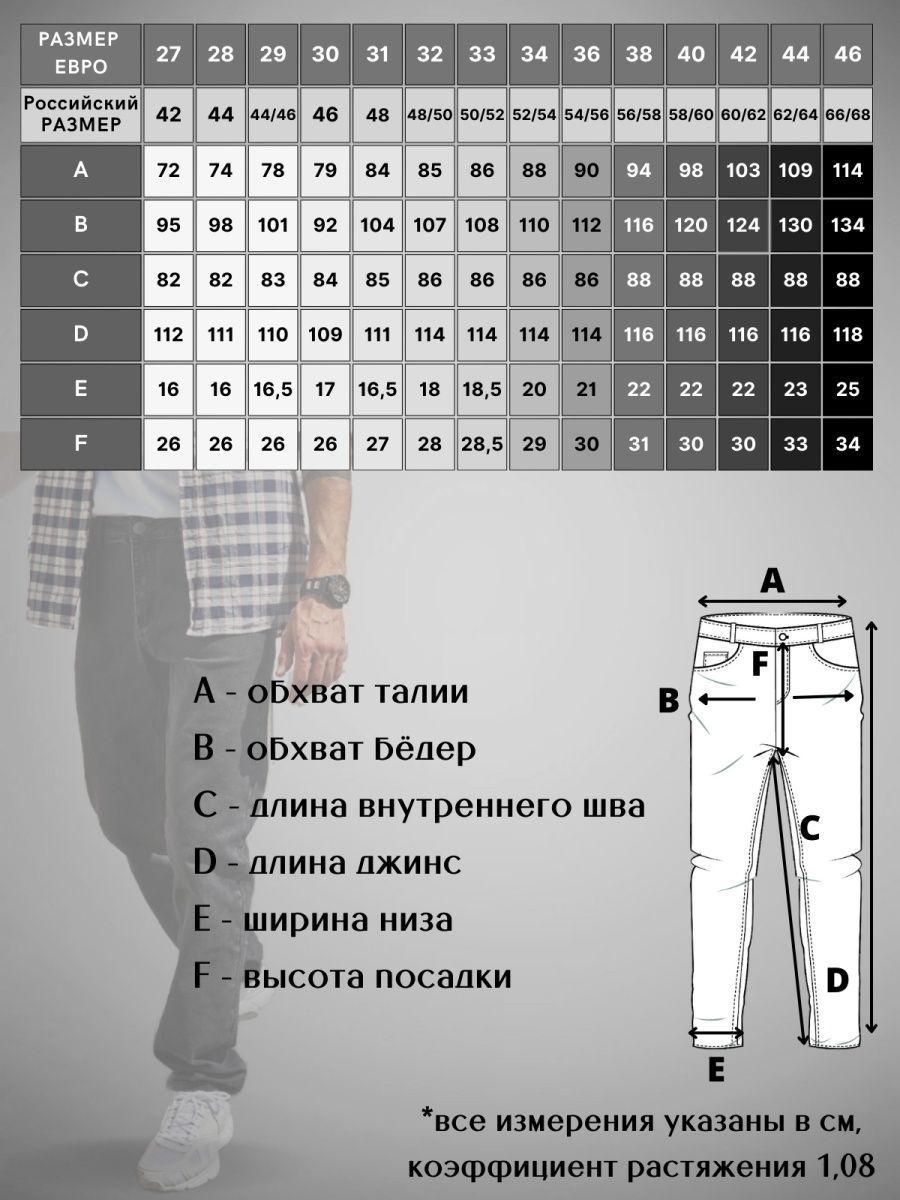 РАЗМЕР ЕВРО 27 28 29 30 31 32 33 34 36 38 40 42 44 46
Российский РАЗМЕР 42 44 44/46 46 48 48/50 50/52 52/54 54/56 56/58 58/60 60/62 62/64 66/68
A 72 74 78 79 84 85 86 88 90 94 98 103 109 114
B 95 98 101 92 104 107 108 110 112 116 120 124 130 134
C 82 82 83 84 85 86 86 86 86 88 88 88 88 88
D 112 111 110 109 111 114 114 114 114 116 116 116 116 118
E 16 16 16,5 17 16,5 18 18,5 20 21 22 22 22 23 25
F 26 26 26 26 27 28 28,5 29 30 31 30 30 33 34
A - обхват талии
B - обхват бёдер
C - длина внутреннего шва
D - длина джинс
E - ширина низа
F - высота посадки
A
F
B
C
D
E
*все измерения указаны в см,
коэффициент растяжения 1,08